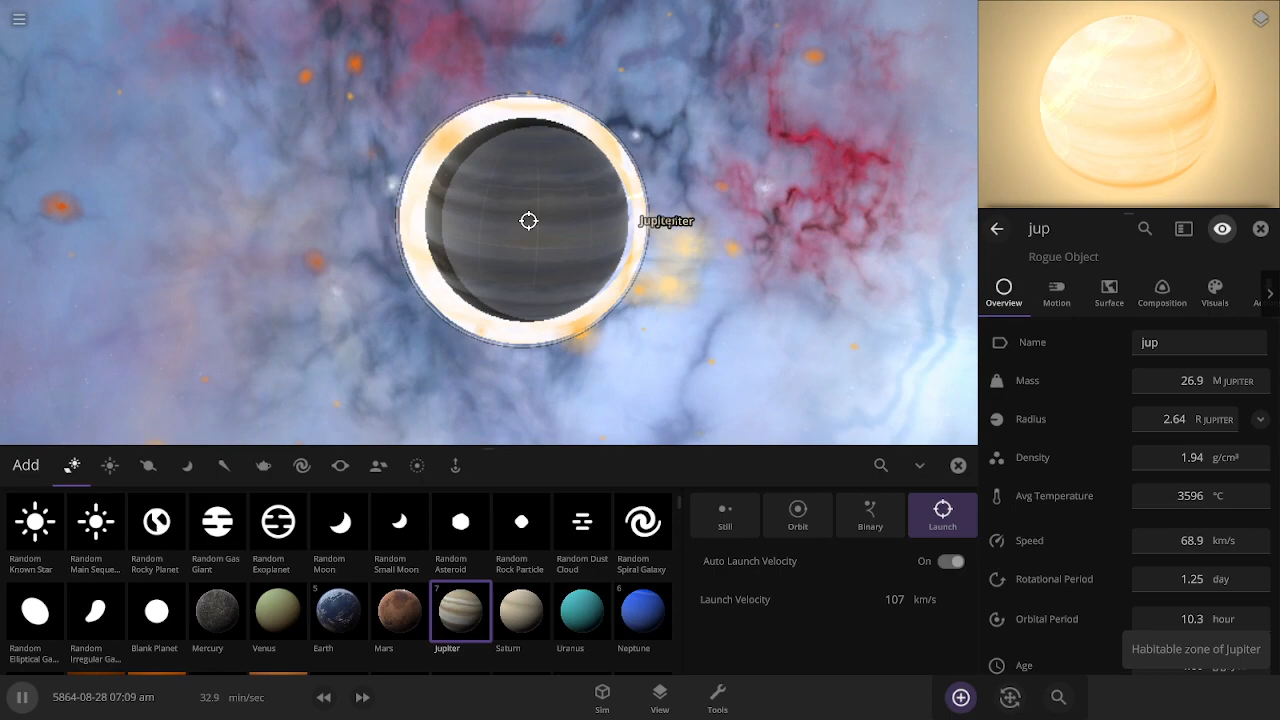 jup
Rogue Object
Overview
Motion
Surface
Composition
Visuals
Name
jup
Mass
26.9 M JUPITER
Radius
2.64 R JUPITER
Density
1.94 g/cm³
Avg Temperature
3596 °C
Speed
68.9 km/s
Rotational Period
1.25 day
Orbital Period
10.3 hour
Habitable zone of Jupiter
Age
Add
Random
Known Star
Random
Main Seque...
Random
Rocky Planet
Random Gas
Giant
Random
Exoplanet
Random
Moon
Random
Small Moon
Random
Asteroid
Random
Rock Particle
Random Dust
Cloud
Random
Spiral Galaxy
Random
Elliptical Ga...
Random
Irregular Ga...
Blank Planet
Mercury
Venus
5
Earth
Mars
7
Jupiter
Saturn
Uranus
6
Neptune
Still
Orbit
Binary
Launch
Auto Launch Velocity
On
Launch Velocity
107 km/s
5864-08-28 07:09 am
32.9 min/sec
Sim
View
Tools